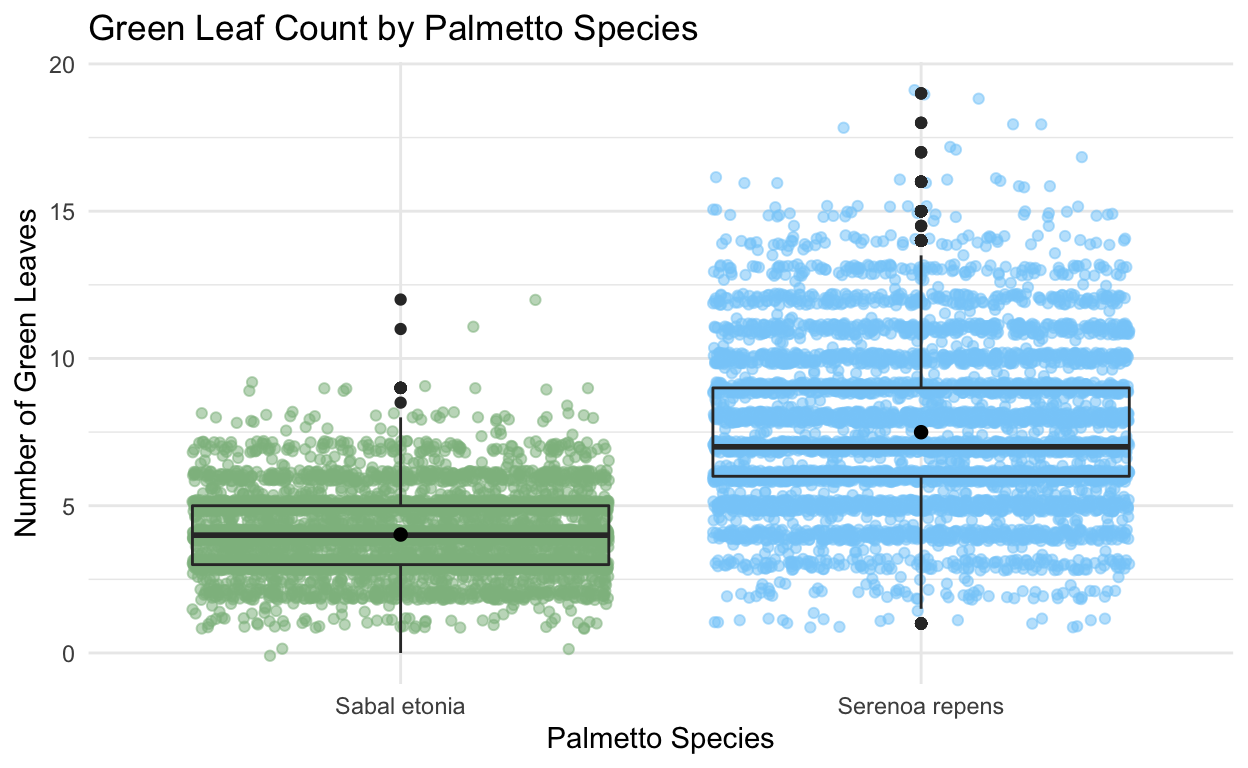 Green Leaf Count by Palmetto Species
20
15
10
5
0
Number of Green Leaves
Sabal etonia
Serenoa repens
Palmetto Species